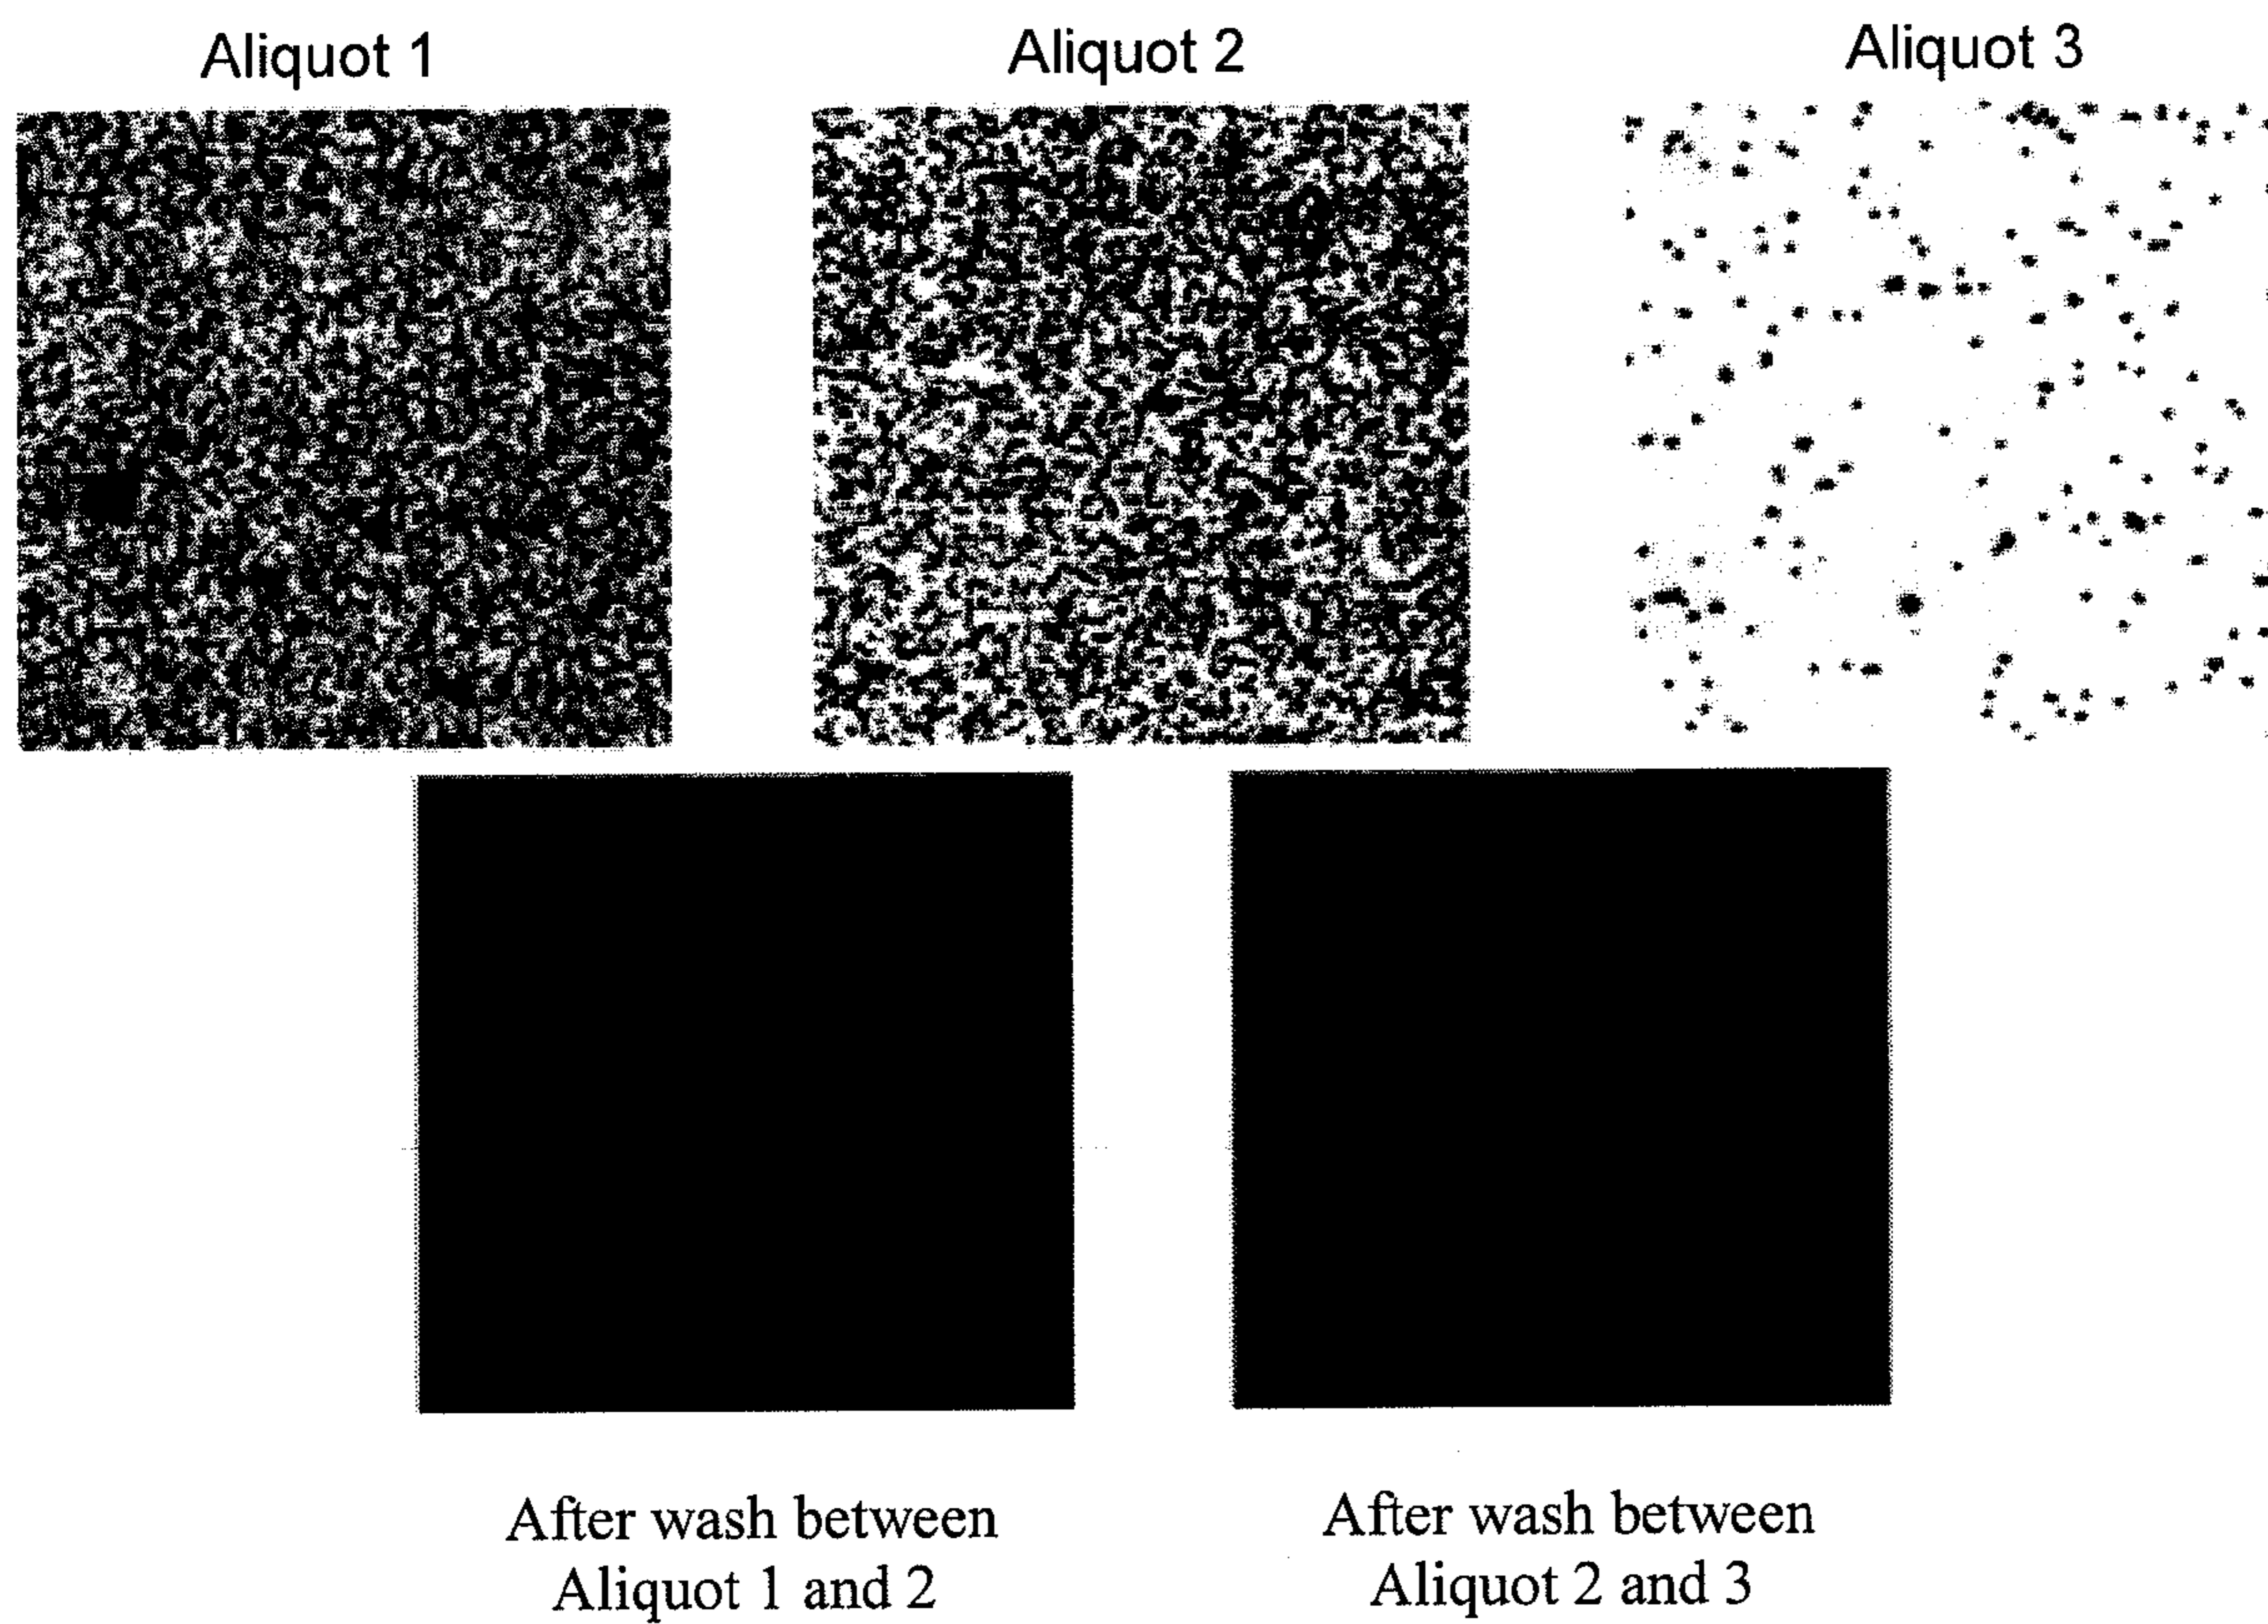 Aliquot 1
Aliquot 2
Aliquot 3
After wash between
Aliquot 1 and 2
After wash between
Aliquot 2 and 3